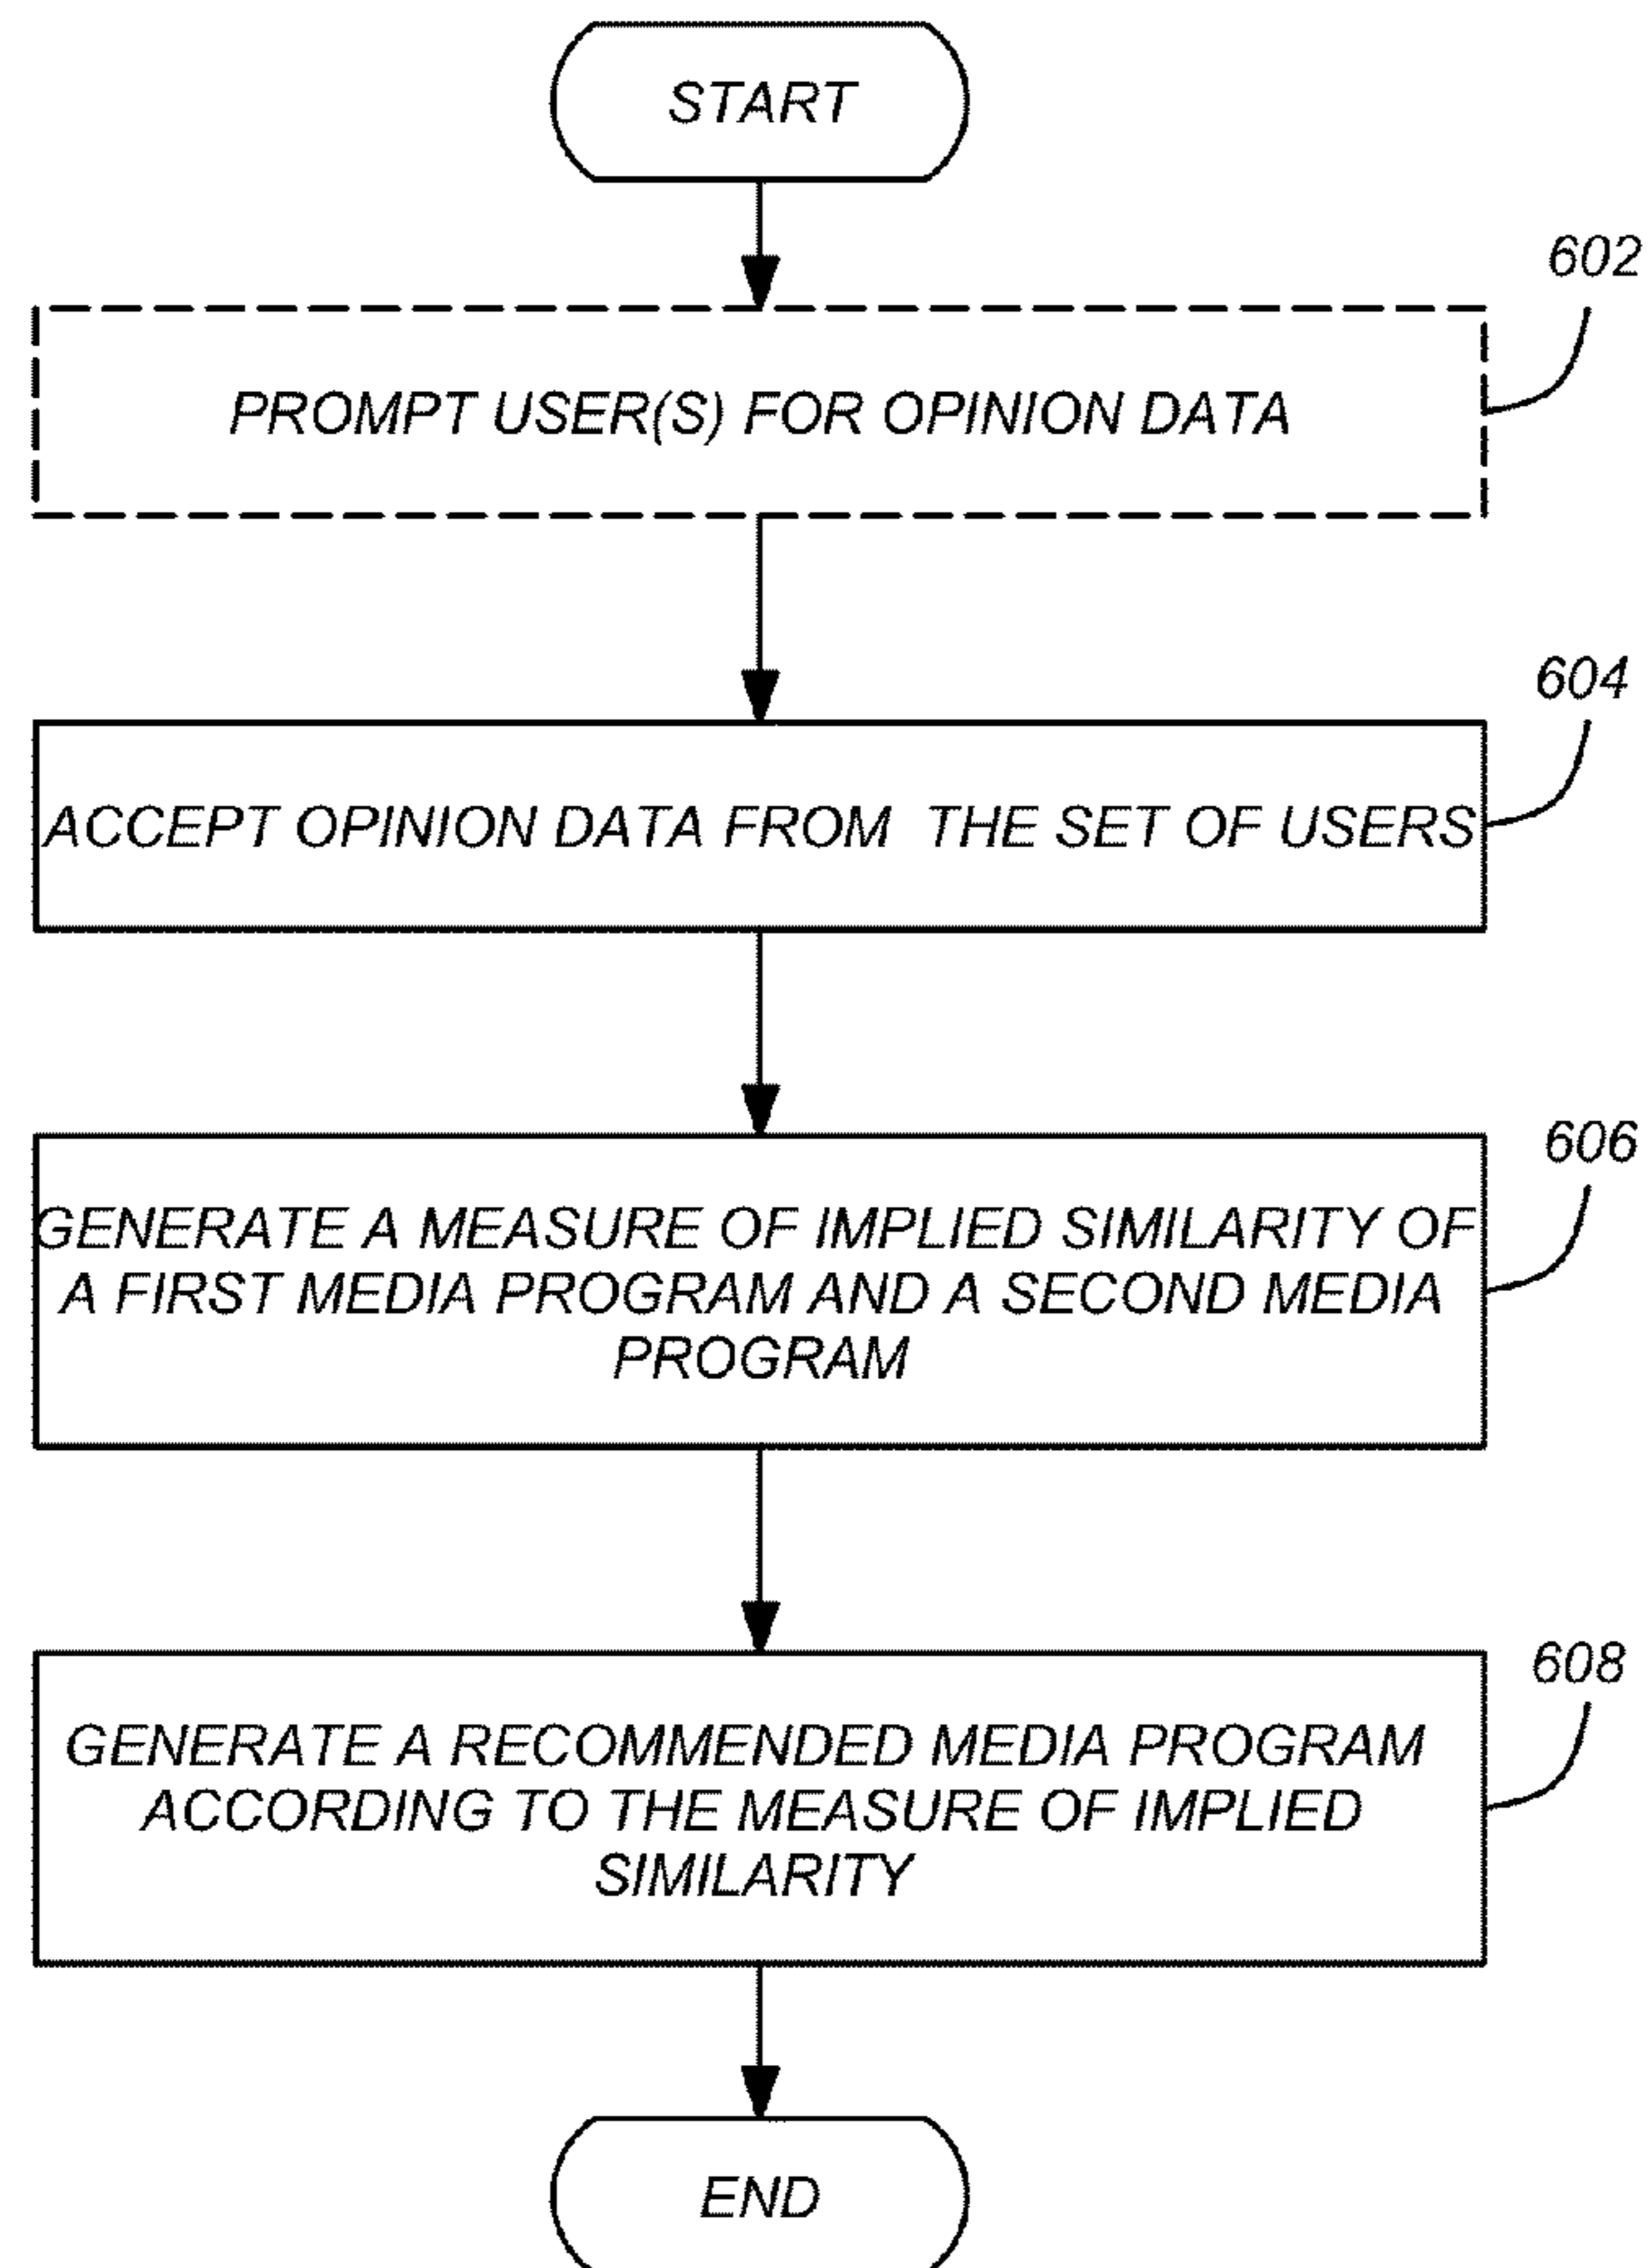 START
602
PROMPT USER(S) FOR OPINION DATA
604
ACCEPT OPINION DATA FROM THE SET OF USERS
606
GENERATE A MEASURE OF IMPLIED SIMILARITY OF
A FIRST MEDIA PROGRAM AND A SECOND MEDIA
PROGRAM
608
GENERATE A RECOMMENDED MEDIA PROGRAM
ACCORDING TO THE MEASURE OF IMPLIED
SIMILARITY
END